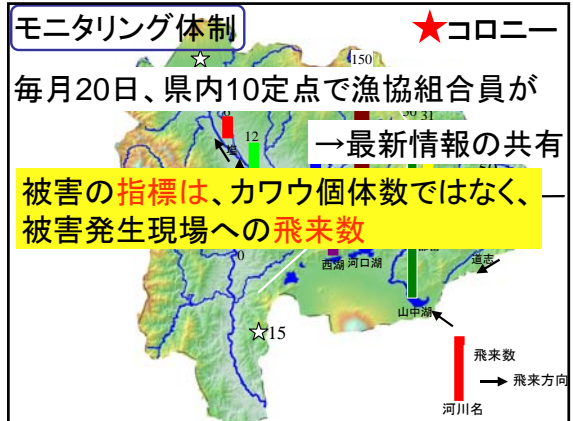 モニタリング体制
★コロニー
150
毎月20日、県内10定点で漁協組合員が
12
31
→最新情報の共有
被害の指標は、カワウ個体数ではなく、
被害発生現場への飛来数
0
西湖 河口湖
道志
山中湖
☆15
飛来数
→ 飛来方向
河川名